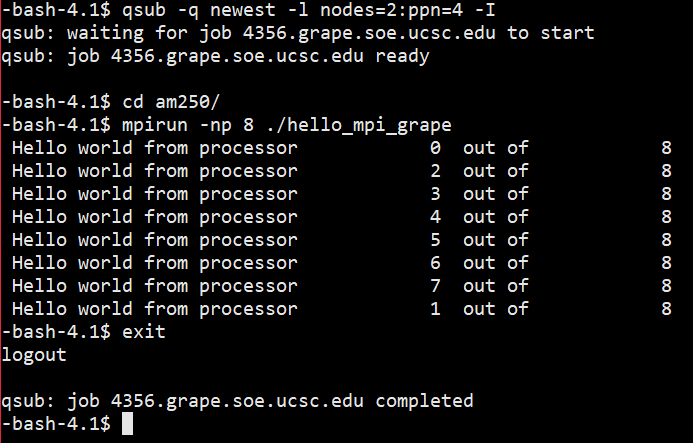 -bash-4.1$ qsub -q newest -l nodes=2:ppn=4 -I
qsub: waiting for job 4356.grape.soe.ucsc.edu to start
qsub: job 4356.grape.soe.ucsc.edu ready

-bash-4.1$ cd am250/
-bash-4.1$ mpirun -np 8 ./hello_mpi_grape
 Hello world from processor            0  out of            8
 Hello world from processor            2  out of            8
 Hello world from processor            3  out of            8
 Hello world from processor            4  out of            8
 Hello world from processor            5  out of            8
 Hello world from processor            6  out of            8
 Hello world from processor            7  out of            8
 Hello world from processor            1  out of            8
-bash-4.1$ exit
logout

qsub: job 4356.grape.soe.ucsc.edu completed
-bash-4.1$